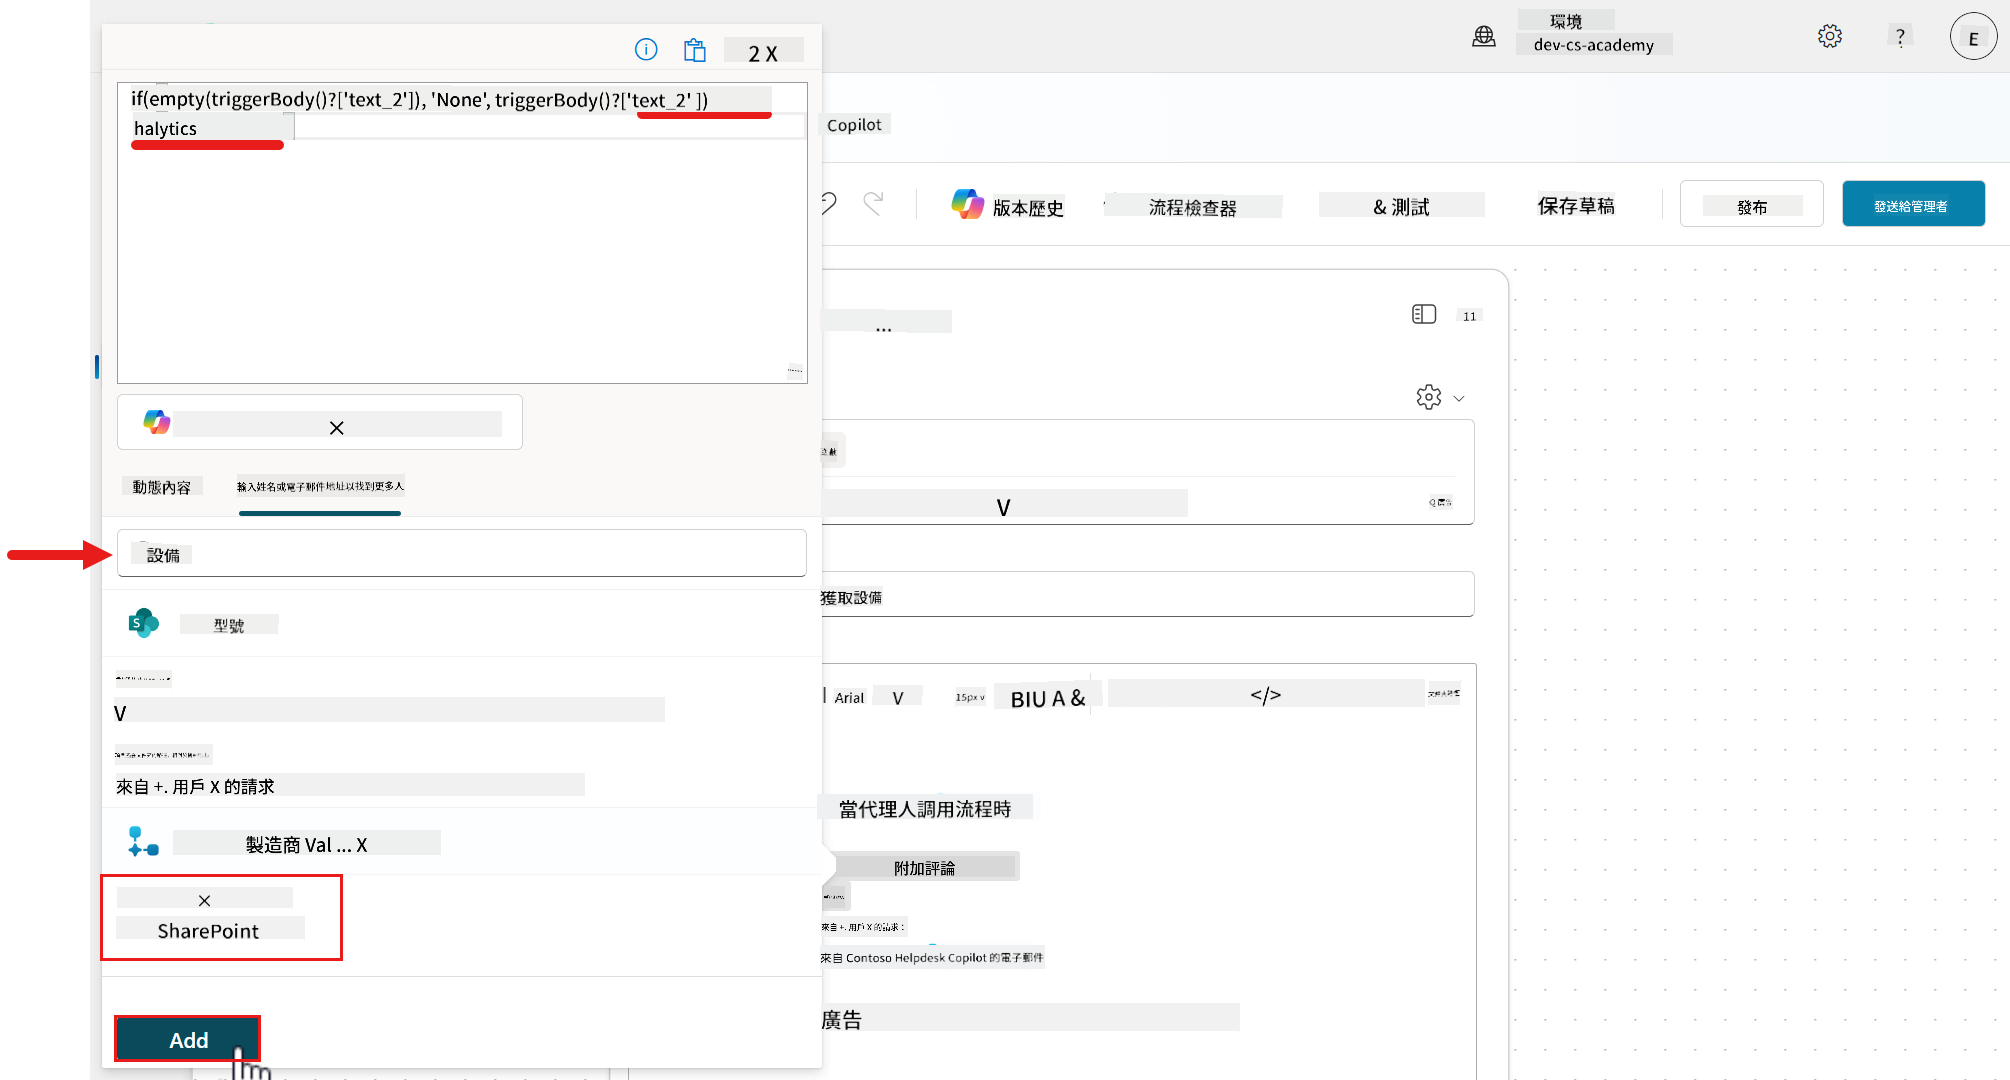 環境
dev-cs-academy
?
E
2 X
if(empty(triggerBody()?['text_2']), 'None', triggerBody()?['text_2' ])
halytics
Copilot
版本歷史
流程檢查器
& 測試
保存草稿
發布
發送給管理者
...
11
×
動態內容
輸入姓名或電子郵件地址以找到更多人
V
設備
型號
獲取設備
V
Arial
V
15px v
BIU A &
</>
來自 +. 用戶 X 的請求
當代理人調用流程時
製造商 Val ... X
附加評論
×
SharePoint
來自 +. 用戶 X 的請求：
來自 Contoso Helpdesk Copilot 的電子郵件
廣告
Add